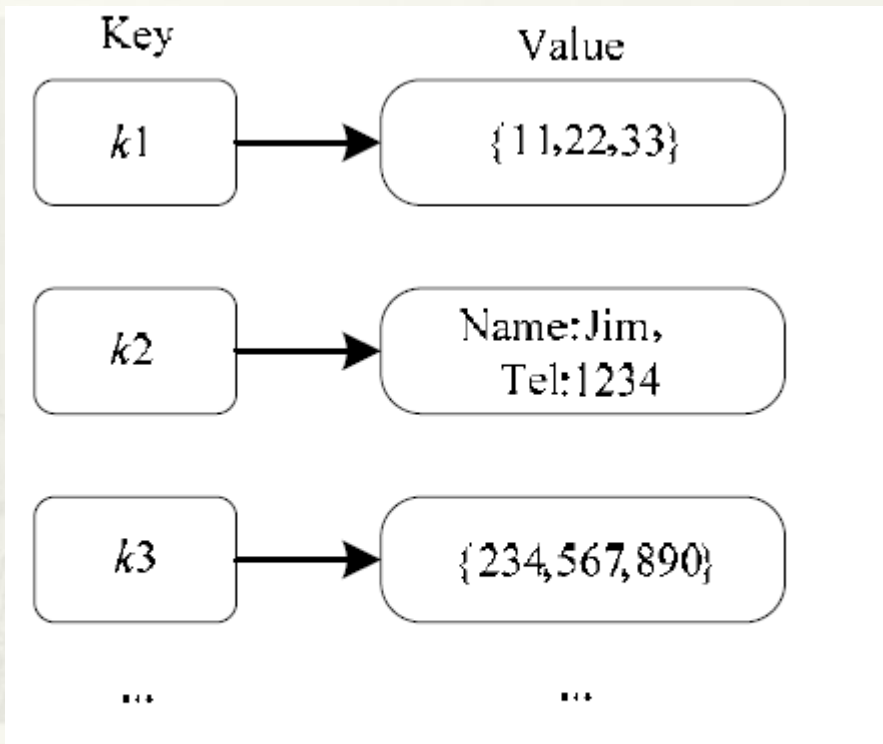 Key
Value
k1
{11,22,33}
k2
Name:Jim,
Tel:1234
k3
{234,567,890}
...
...